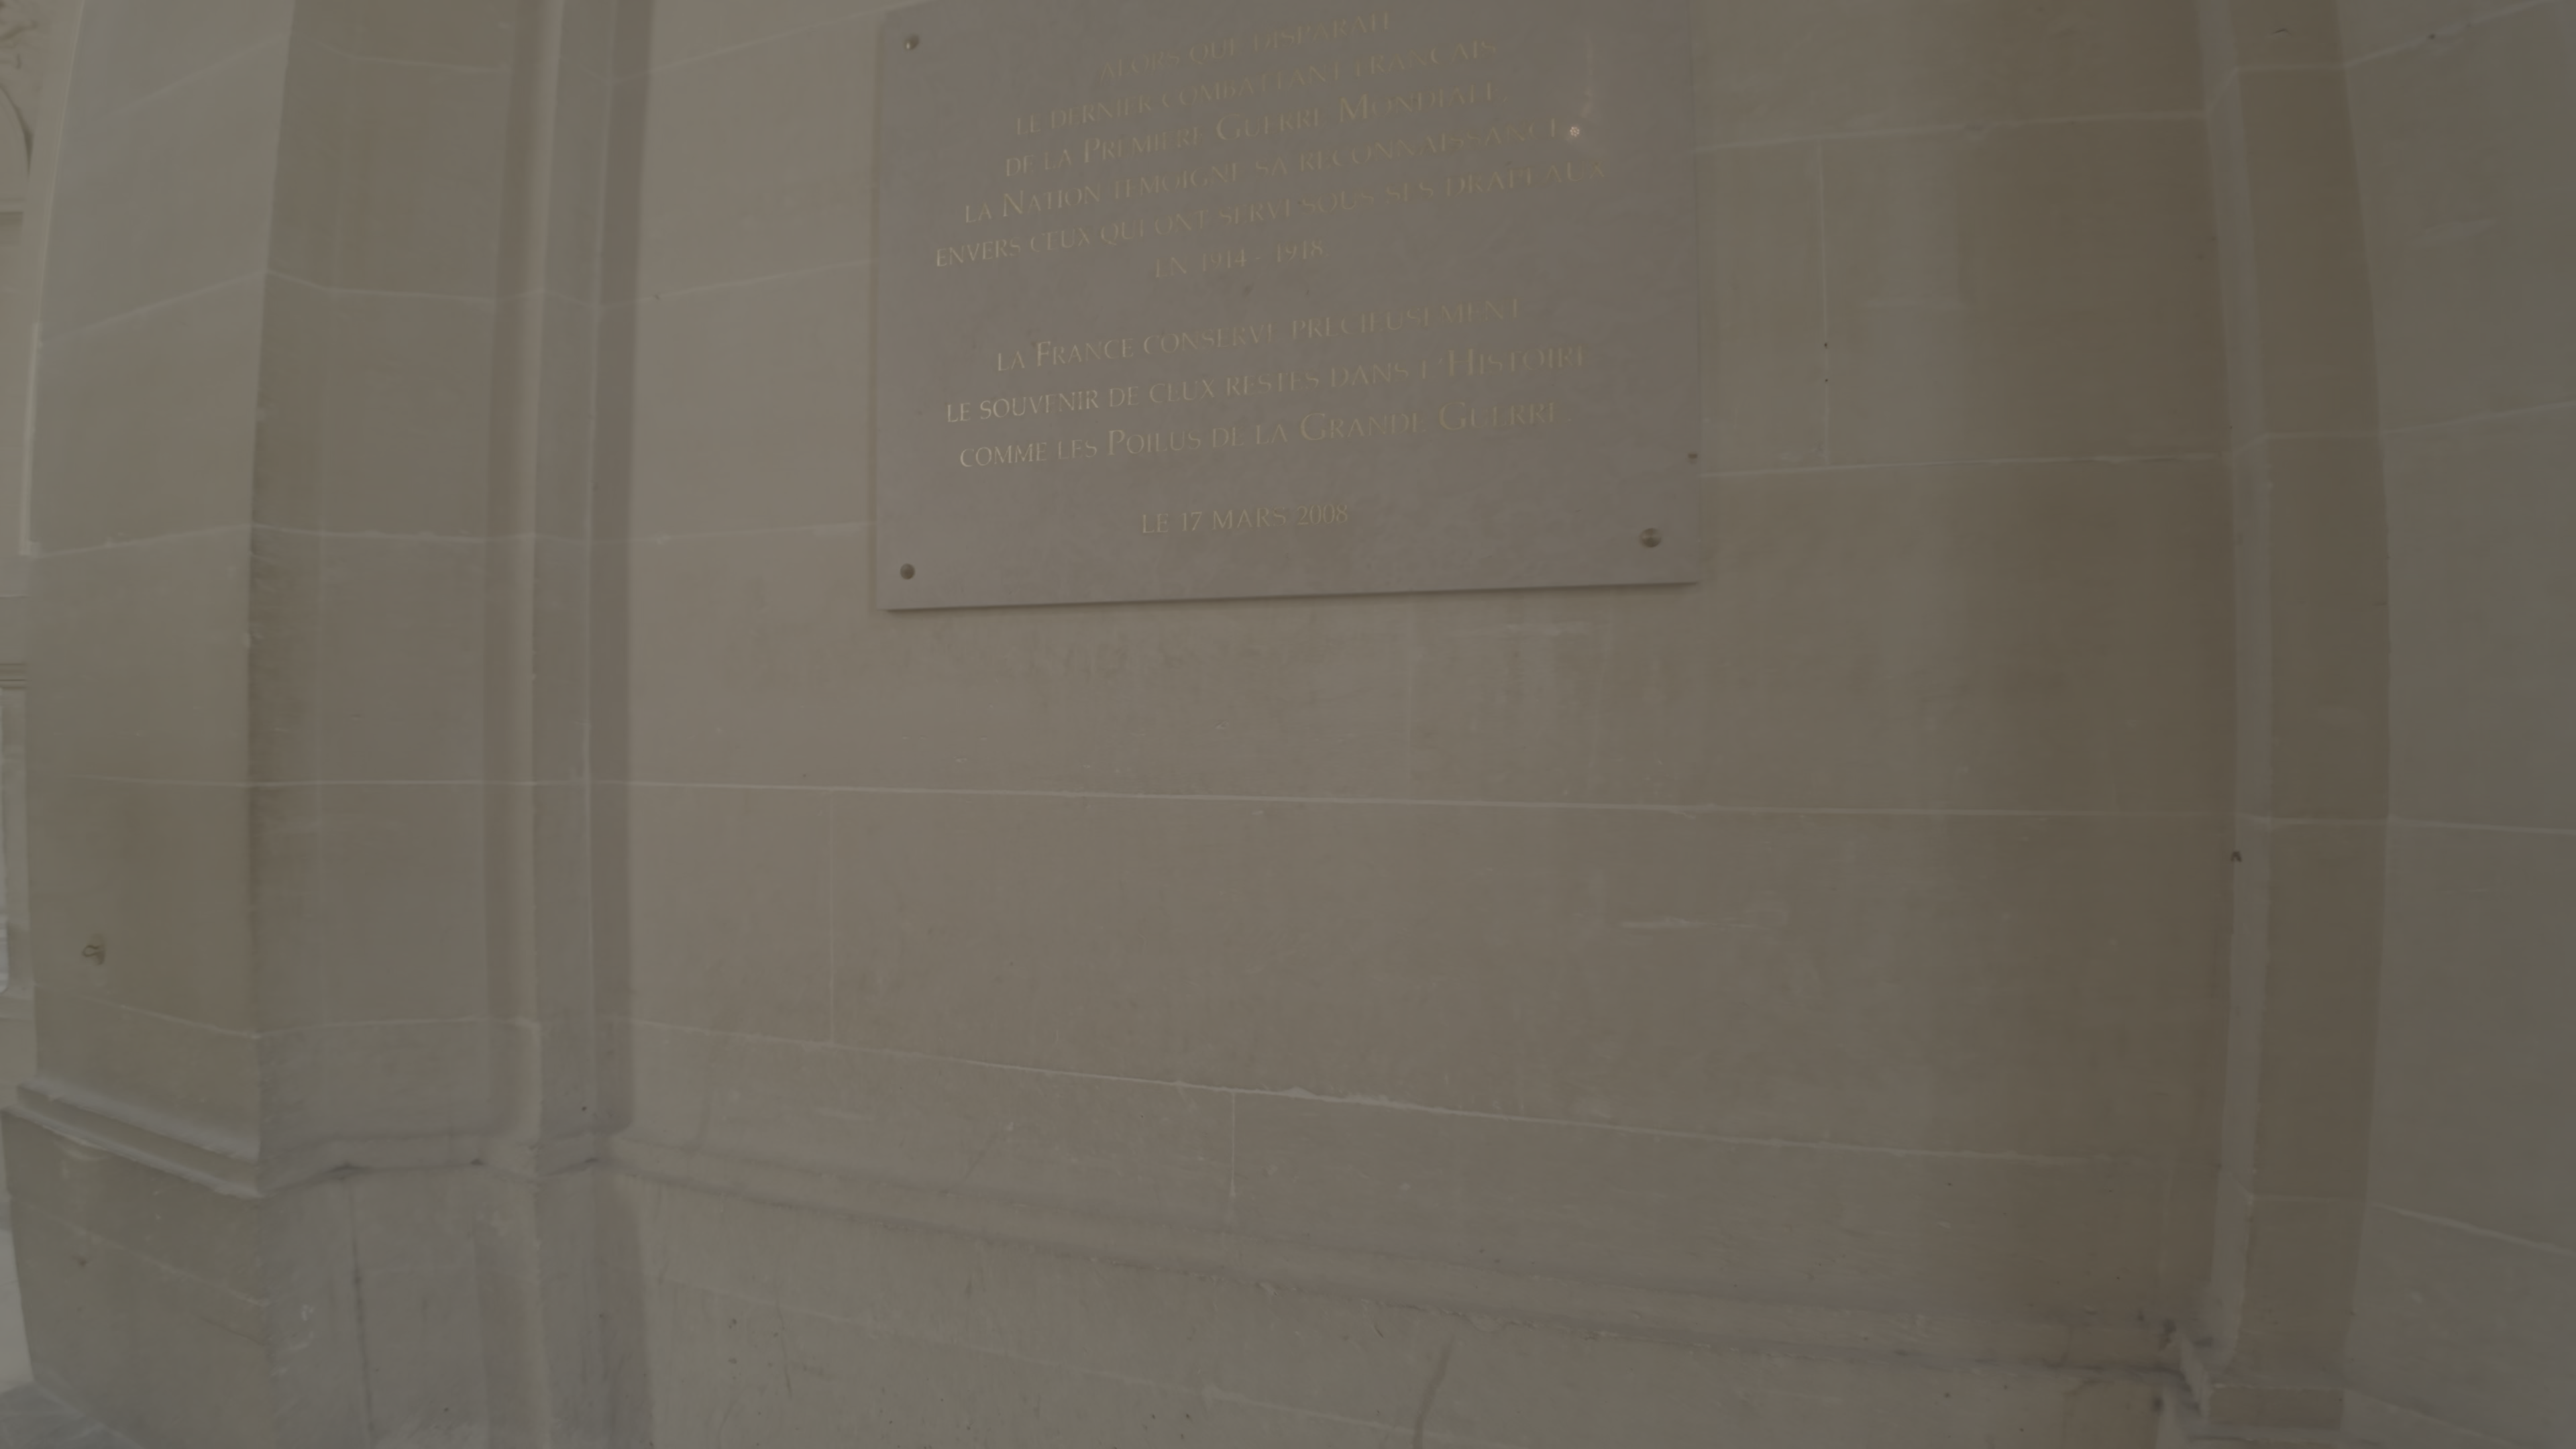 ALORS QUE DISPARAÎT
LE DERNIER COMBATTANT FRANÇAIS
DE LA PREMIÈRE GUERRE MONDIALE,
LA NATION TÉMOIGNE SA RECONNAISSANCE
ENVERS CEUX QUI ONT SERVI SOUS SES DRAPEAUX
EN 1914 - 1918
LA FRANCE CONSERVE PRÉCIEUSEMENT
LE SOUVENIR DE CEUX RESTÉS DANS L'HISTOIRE
COMME LES POILUS DE LA GRANDE GUERRE.
LE 17 MARS 2008